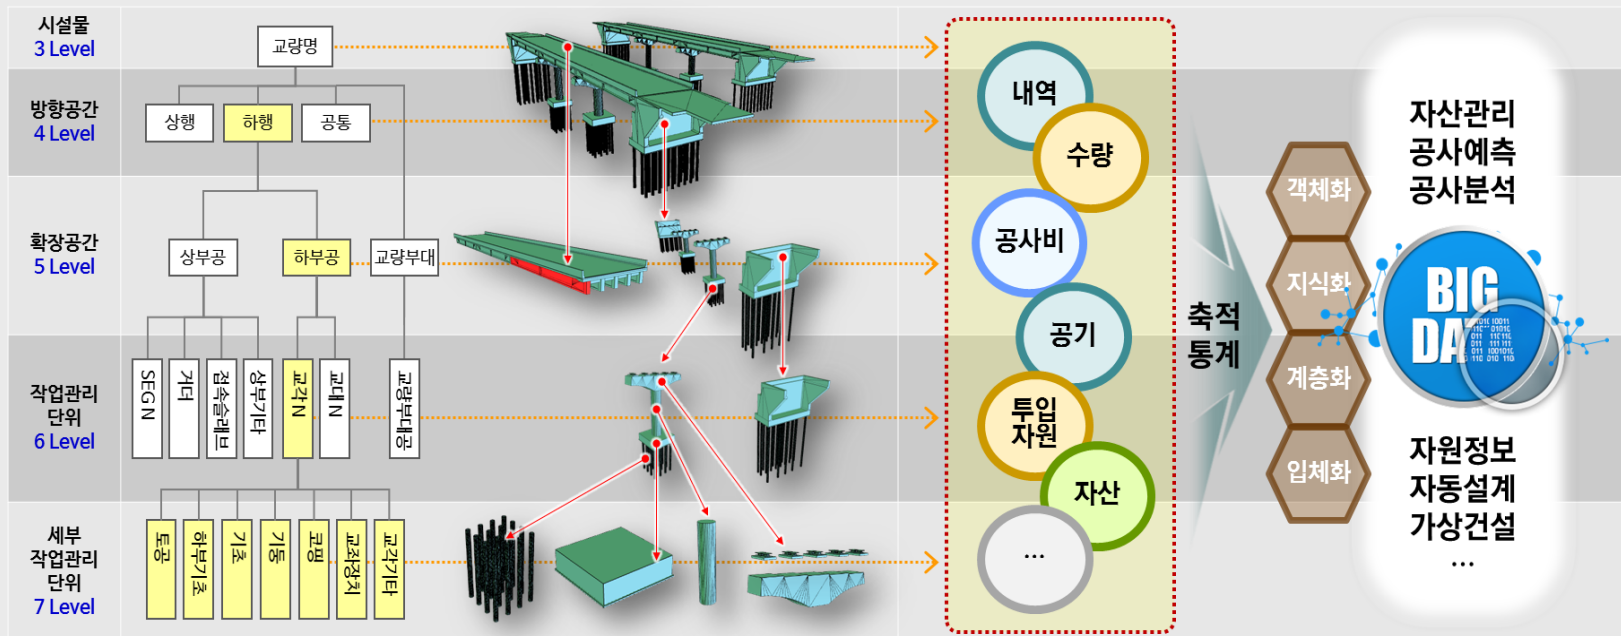 시설물
3 Level
교량명
방향공간
4 Level
상행
하행
공통
확장공간
5 Level
상부공
하부공
교량부대
작업관리
단위
6 Level
SEG N
거더
접속슬래브
상부기타
교각N
교대N
교량부대공
세부
작업관리
단위
7 Level
토공
하부기초
기초
기둥
코핑
교좌장치
교각기타
내역
수량
공사비
공기
투입
자원
자산
...
축적
통계
객체화
지식화
계층화
입체화
자산관리
공사예측
공사분석
BIG
DA
자원정보
자동설계
가상건설
...